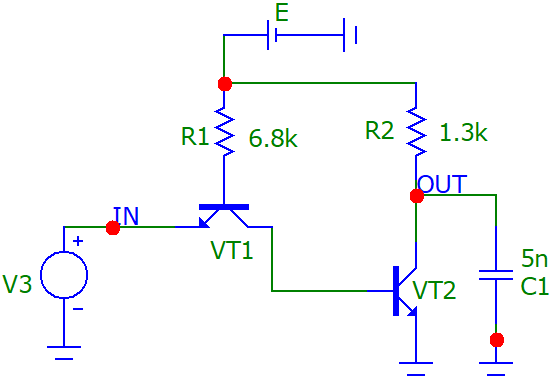 E
R1
6.8k
R2
1.3k
IN
OUT
VT1
+
V3
-
VT2
5n
C1